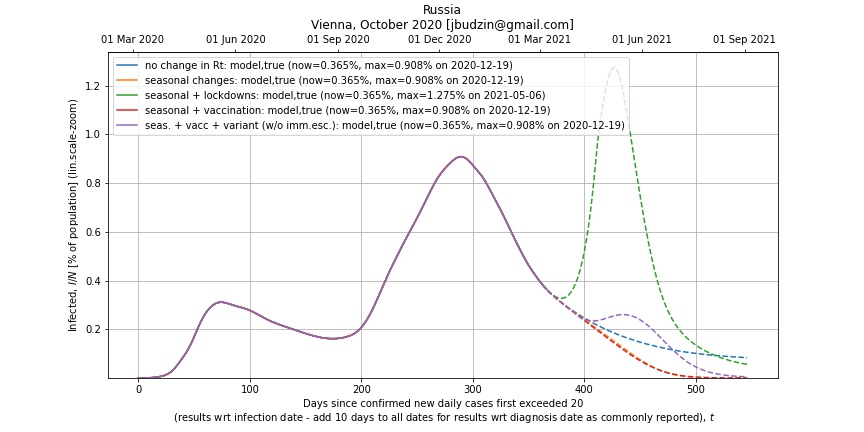 Russia
Vienna, October 2020 [jbudzin@gmail.com]
01 Mar 2020 01 Jun 2020 01 Sep 2020 01 Dec 2020 01 Mar 2021 01 Jun 2021 01 Sep 2021
no change in Rt: model,true (now=0.365%, max=0.908% on 2020-12-19)
seasonal changes: model,true (now=0.365%, max=0.908% on 2020-12-19)
seasonal + lockdowns: model,true (now=0.365%, max=1.275% on 2021-05-06)
seasonal + vaccination: model,true (now=0.365%, max=0.908% on 2020-12-19)
seas. + vacc + variant (w/o imm.esc.): model,true (now=0.365%, max=0.908% on 2020-12-19)
Infected, I/N [% of population] (lin.scale-zoom)
1.2
1.0
0.8
0.6
0.4
0.2
0 100 200 300 400 500
Days since confirmed new daily cases first exceeded 20
(results wrt infection date - add 10 days to all dates for results wrt diagnosis date as commonly reported), t